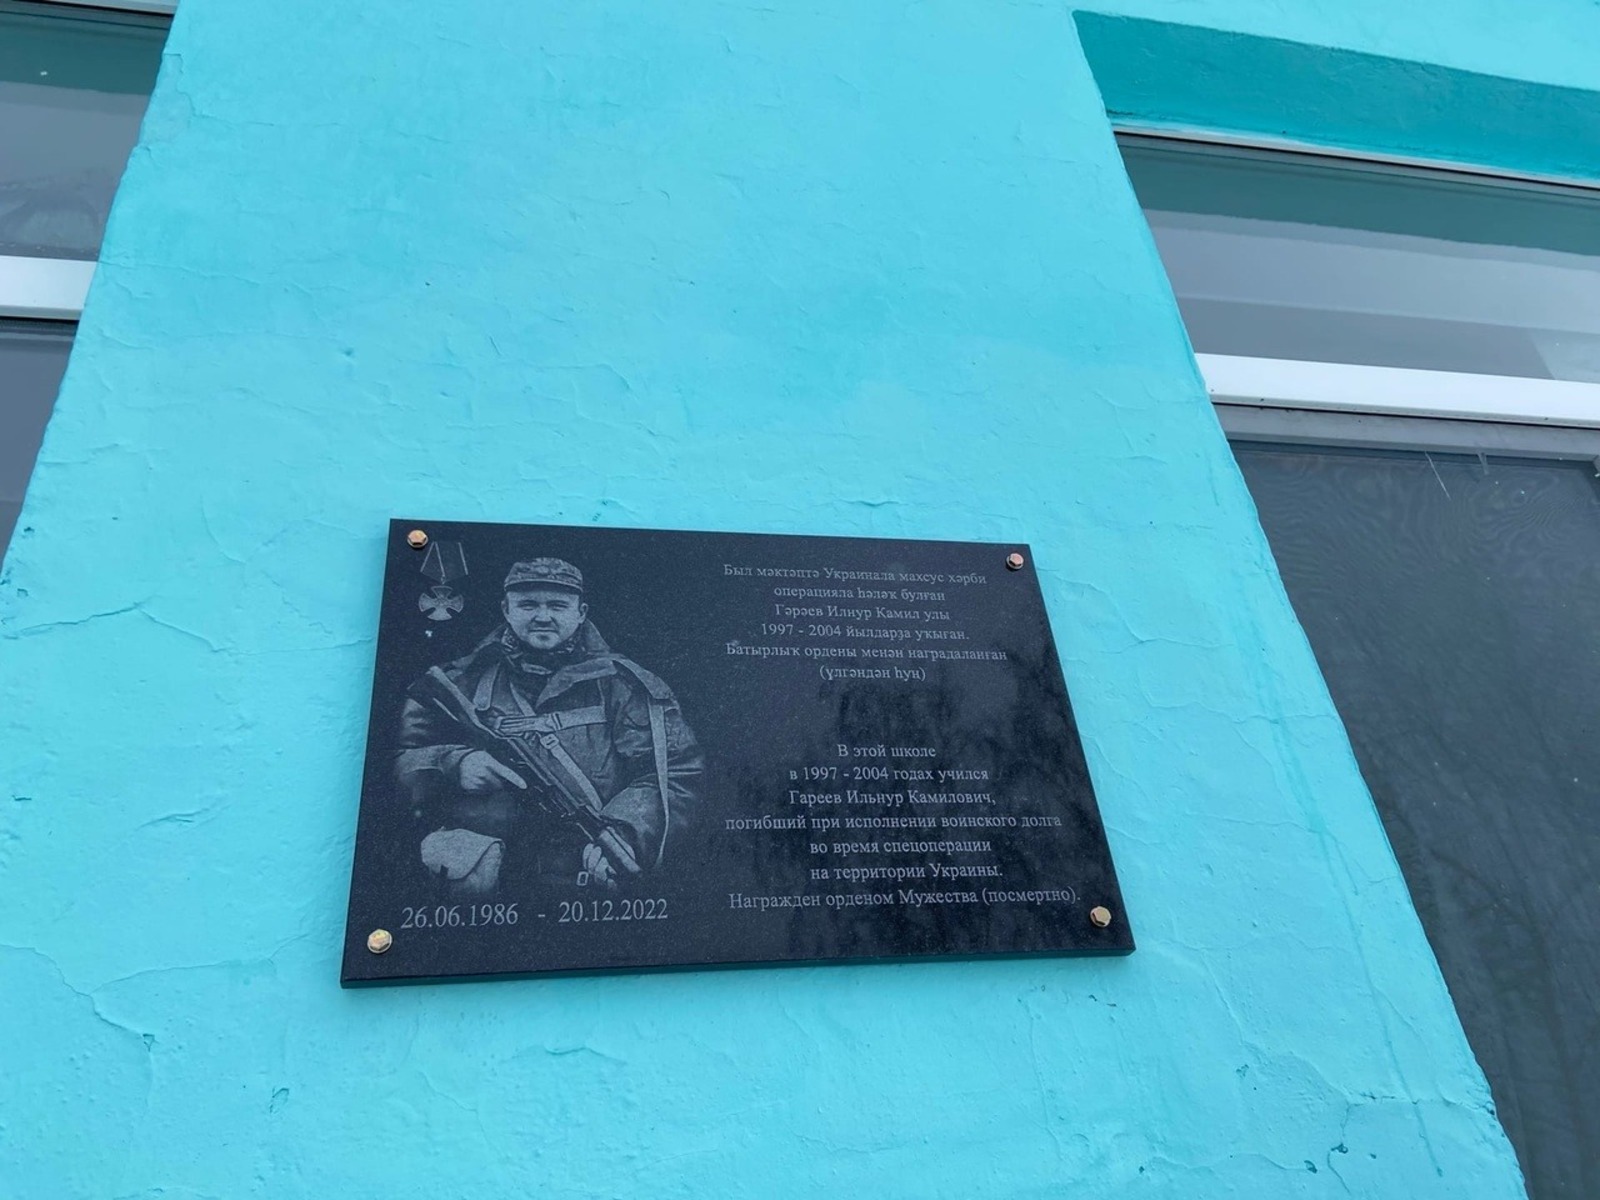 Был мәктәптә Украинала махсус хәрби
операцияла һәләк булған
Гәрәев Илнур Камил улы
1997 - 2004 йылдарҙа уҡыған.
Батырлыҡ ордены менән наградаланған
(үлгәндән һуң)
В этой школе
в 1997 - 2004 годах учился
Гареев Ильнур Камилович,
погибший при исполнении воинского долга
во время спецоперации
на территории Украины.
Награжден орденом Мужества (посмертно).
26.06.1986 - 20.12.2022